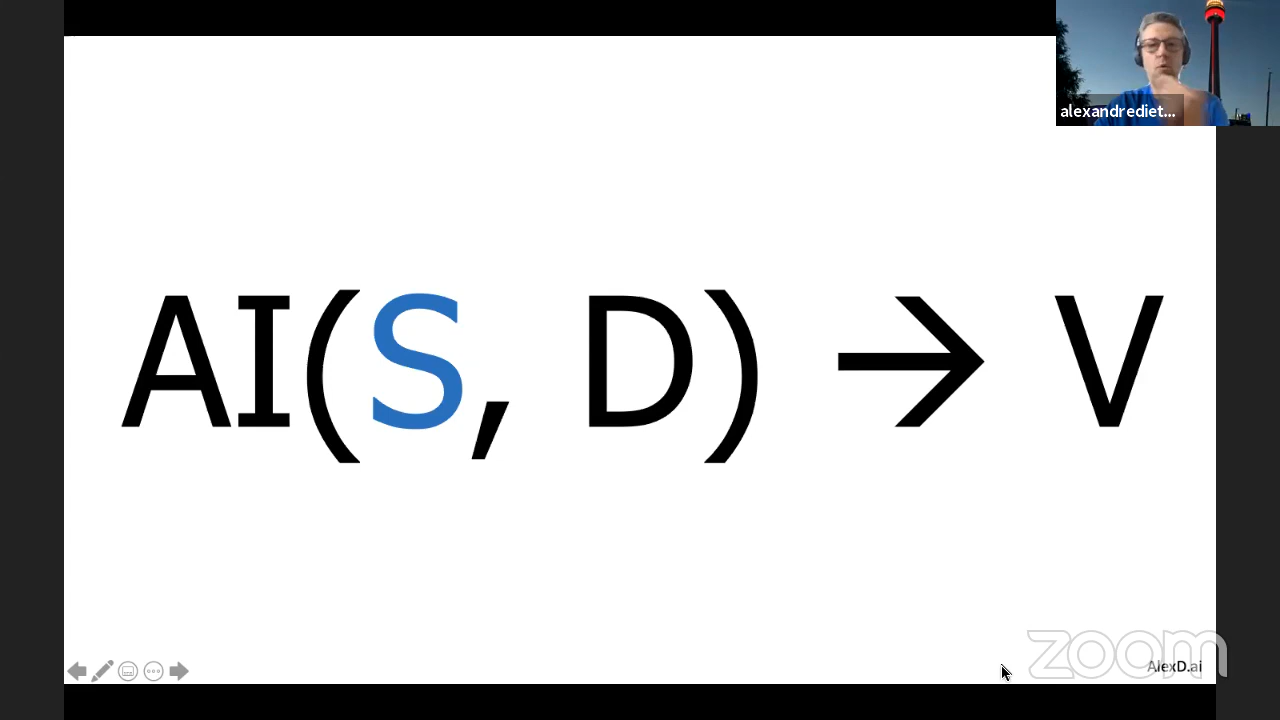 alexandrediet...
AI(S, D) → V
zoom
AlexD.ai